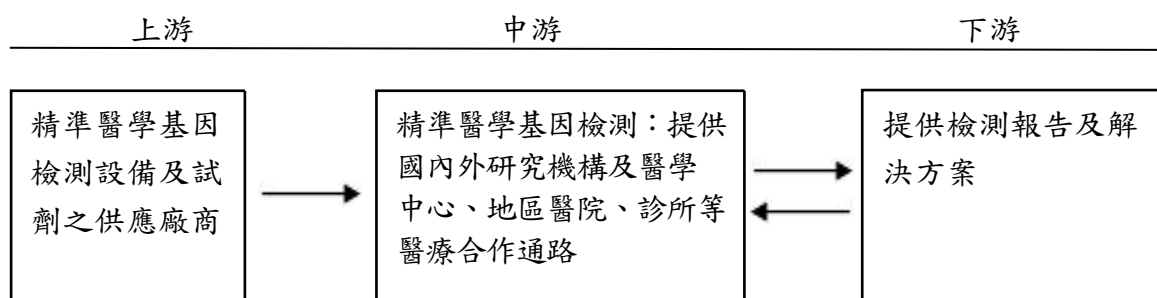 上游
中游
下游
精準醫學基因
檢測設備及試
劑之供應廠商
精準醫學基因檢測：提供
國內外研究機構及醫學
中心、地區醫院、診所等
醫療合作通路
提供檢測報告及解
決方案